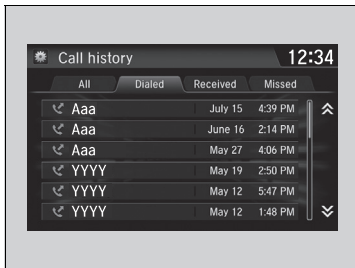 Call history 12:34
All Dialed Received Missed
Aaa July 15 4:39 PM
Aaa June 16 2:14 PM
Aaa May 27 4:06 PM
YYYY May 19 2:50 PM
YYYY May 12 5:47 PM
YYYY May 12 1:48 PM